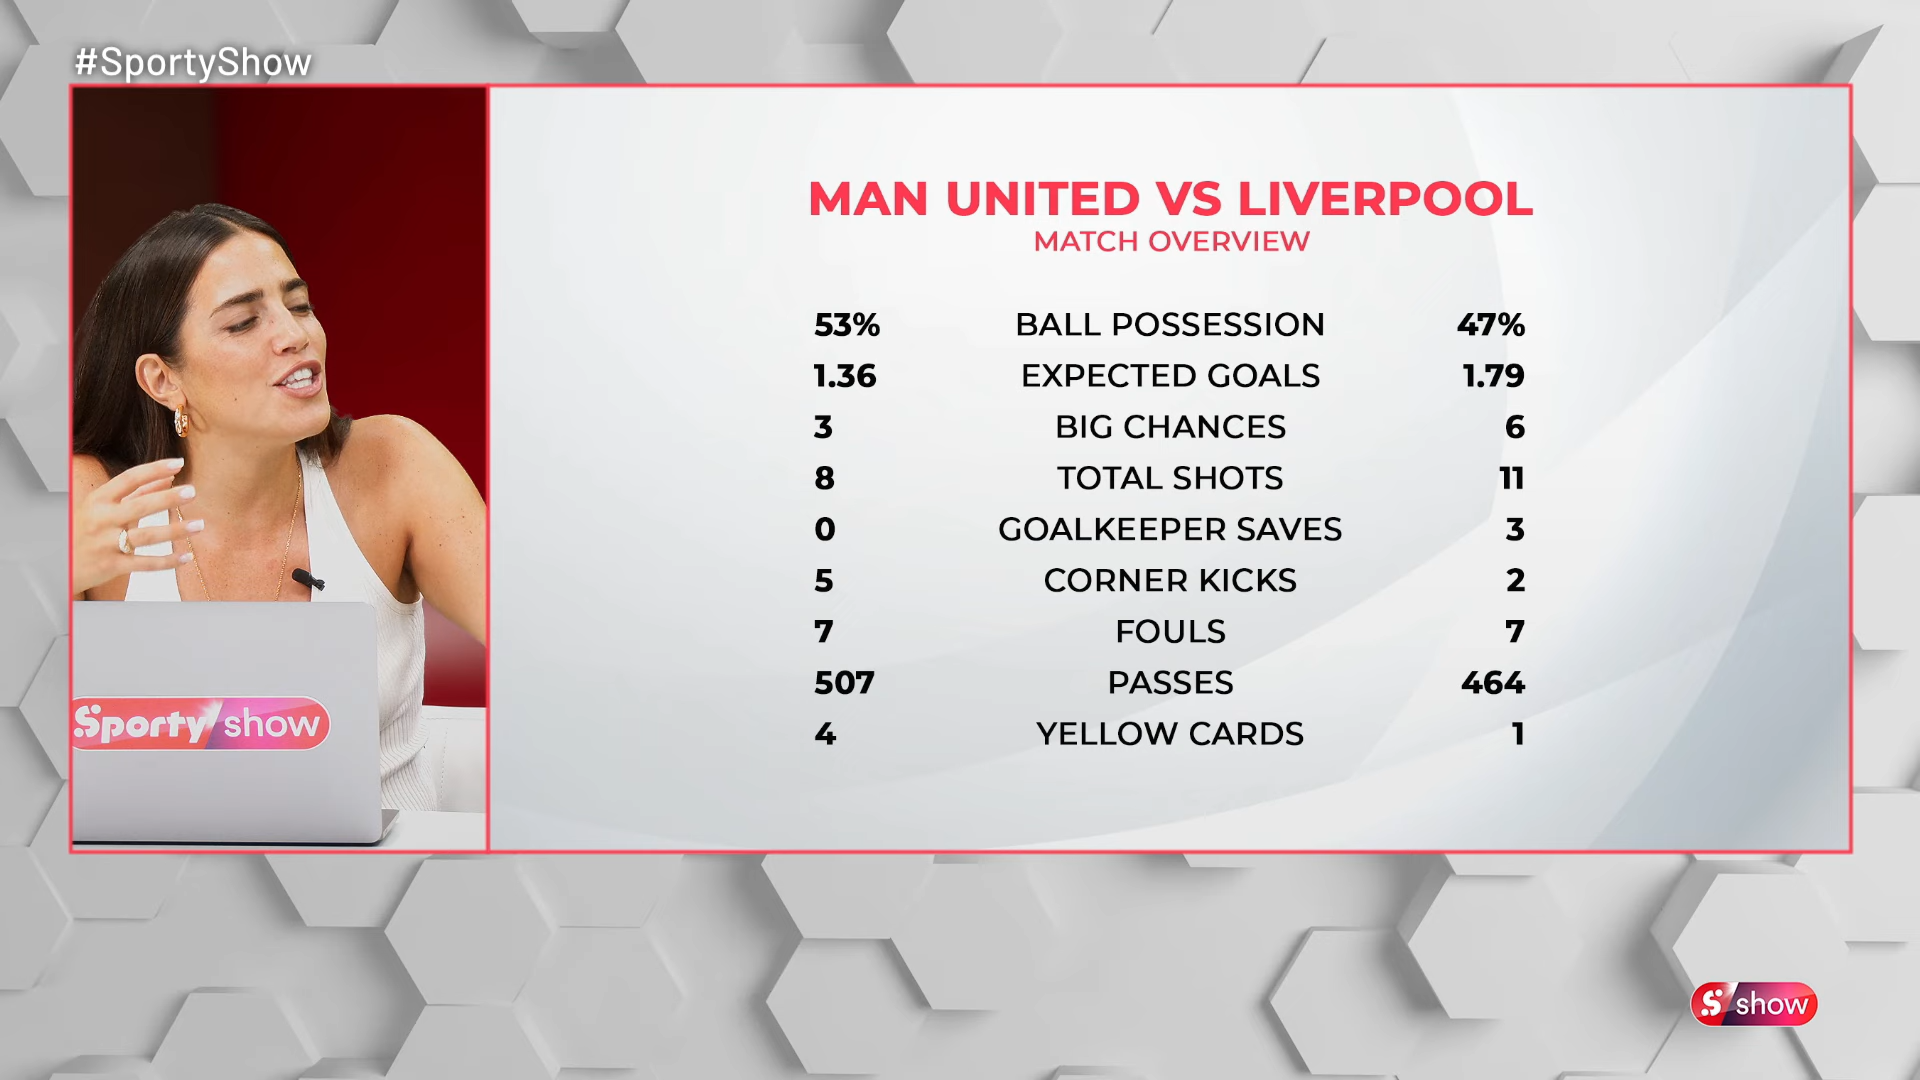 #SportyShow
MAN UNITED VS LIVERPOOL
MATCH OVERVIEW
53% BALL POSSESSION 47%
1.36 EXPECTED GOALS 1.79
3 BIG CHANCES 6
8 TOTAL SHOTS 11
0 GOALKEEPER SAVES 3
5 CORNER KICKS 2
7 FOULS 7
507 PASSES 464
4 YELLOW CARDS 1
Sporty show
S show